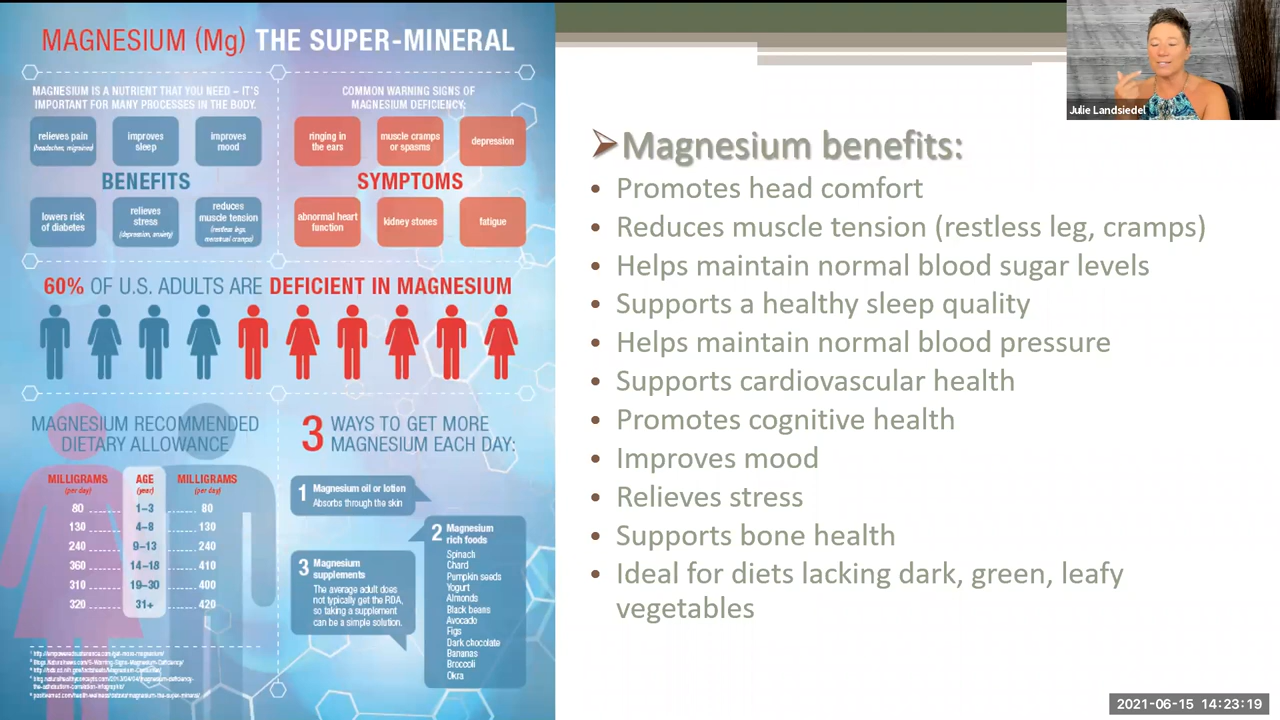 MAGNESIUM (Mg) THE SUPER-MINERAL
MAGNESIUM IS A NUTRIENT THAT YOU NEED – IT'S
IMPORTANT FOR MANY PROCESSES IN THE BODY.
relieves pain
(headaches, migraines)
improves
sleep
improves
mood
BENEFITS
lowers risk
of diabetes
relieves
stress
(depression, anxiety)
reduces
muscle tension
(restless legs,
menstrual cramps)
COMMON WARNING SIGNS OF
MAGNESIUM DEFICIENCY:
ringing in
the ears
muscle cramps
or spasms
depression
SYMPTOMS
abnormal heart
function
kidney stones
fatigue
60% OF U.S. ADULTS ARE DEFICIENT IN MAGNESIUM
MAGNESIUM RECOMMENDED
DIETARY ALLOWANCE
MILLIGRAMS AGE MILLIGRAMS
(per day) (year) (per day)
80 1–3 80
130 4–8 130
240 9–13 240
360 14–18 410
310 19–30 400
320 31+ 420
3 WAYS TO GET MORE
MAGNESIUM EACH DAY:
1 Magnesium oil or lotion
Absorbs through the skin
2 Magnesium
rich foods
Spinach
Chard
Pumpkin seeds
Yogurt
Almonds
Black beans
Avocado
Figs
Dark chocolate
Bananas
Broccoli
Okra
3 Magnesium
supplements
The average adult does
not typically get the RDA,
so taking a supplement
can be a simple solution.
➢Magnesium benefits:
• Promotes head comfort
• Reduces muscle tension (restless leg, cramps)
• Helps maintain normal blood sugar levels
• Supports a healthy sleep quality
• Helps maintain normal blood pressure
• Supports cardiovascular health
• Promotes cognitive health
• Improves mood
• Relieves stress
• Supports bone health
• Ideal for diets lacking dark, green, leafy
vegetables
Julie Landsiedel
2021-06-15 14:23:19